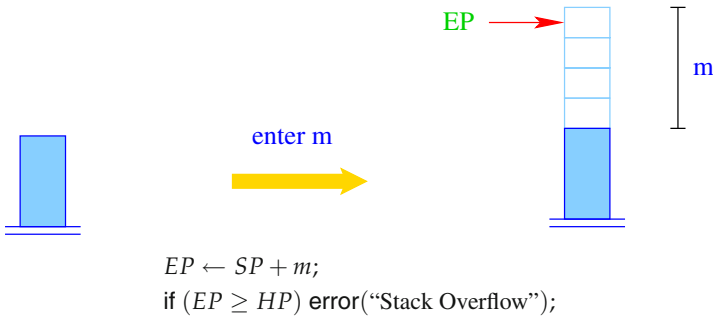 EP
m
enter m
EP ← SP + m;
if (EP ≥ HP) error(“Stack Overflow”);